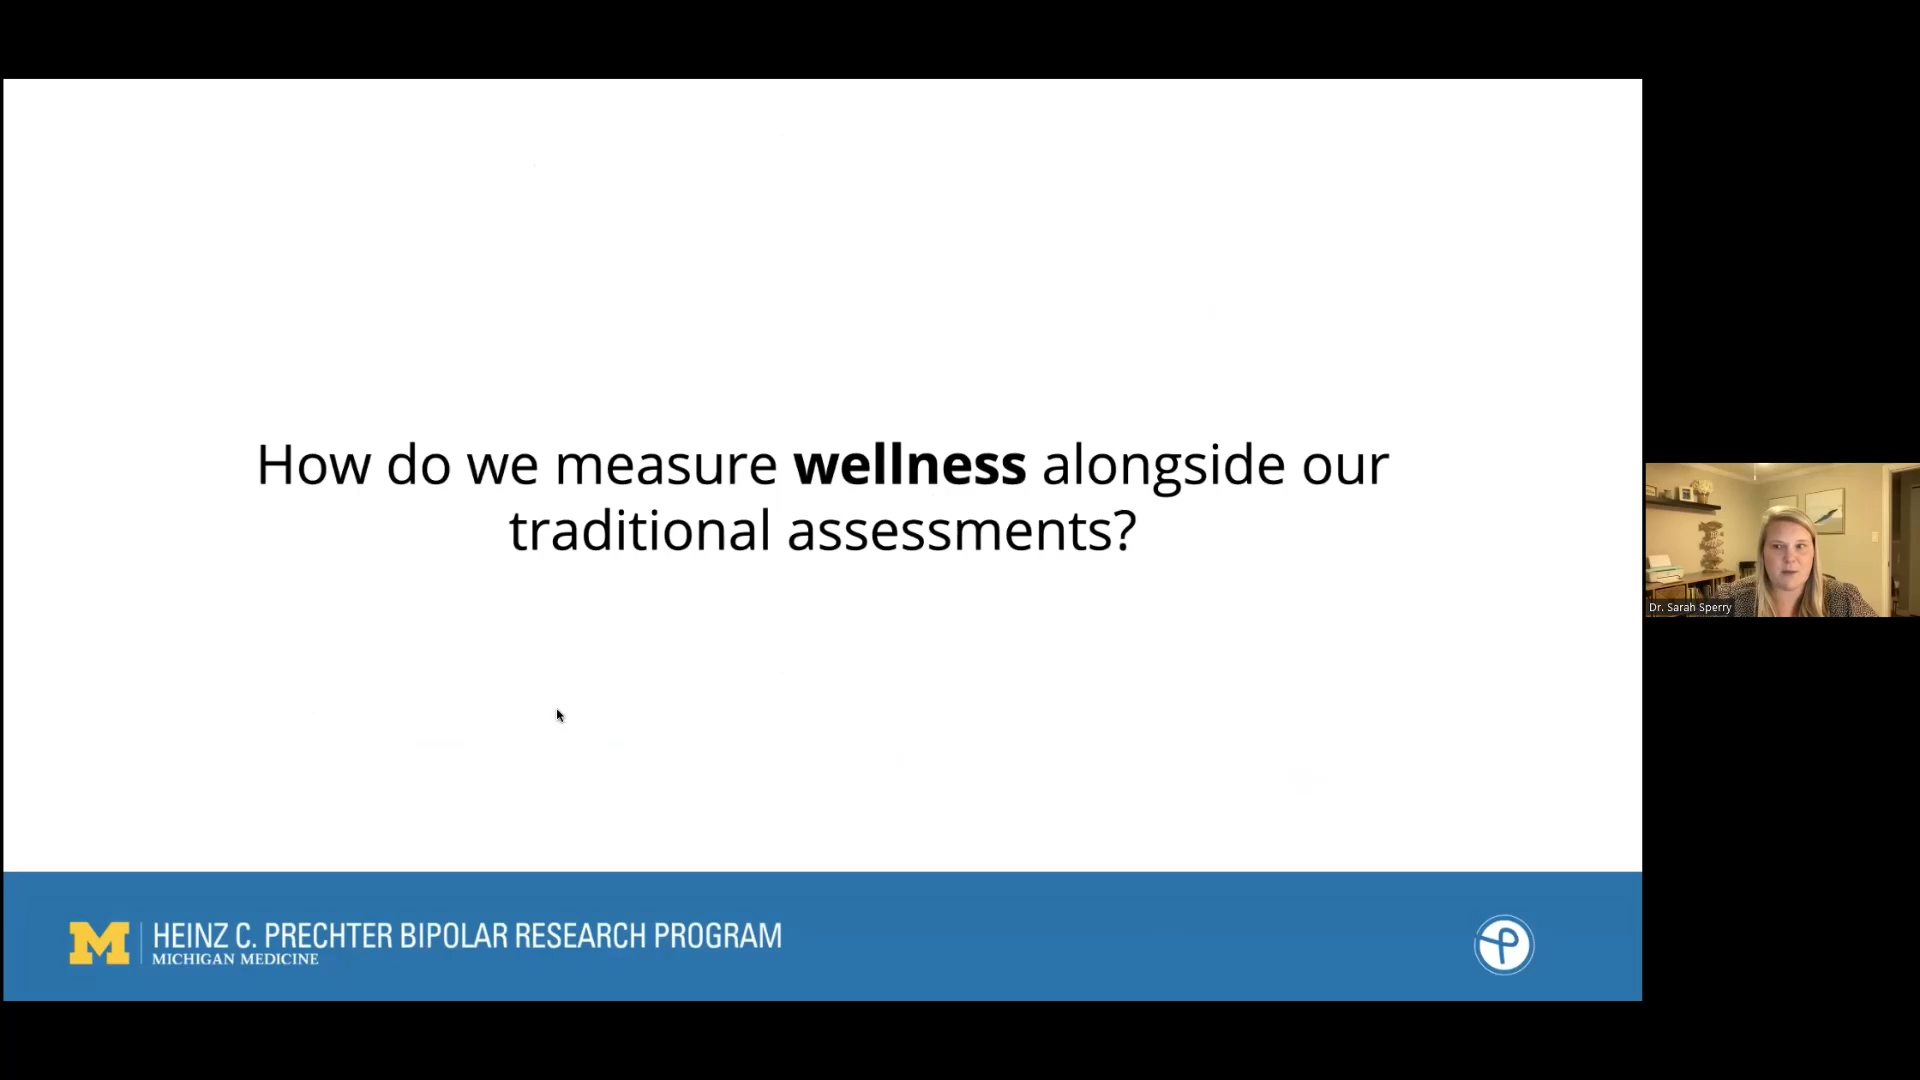 How do we measure wellness alongside our
traditional assessments?
Dr. Sarah Sperry
M
HEINZ C. PRECHTER BIPOLAR RESEARCH PROGRAM
MICHIGAN MEDICINE
P